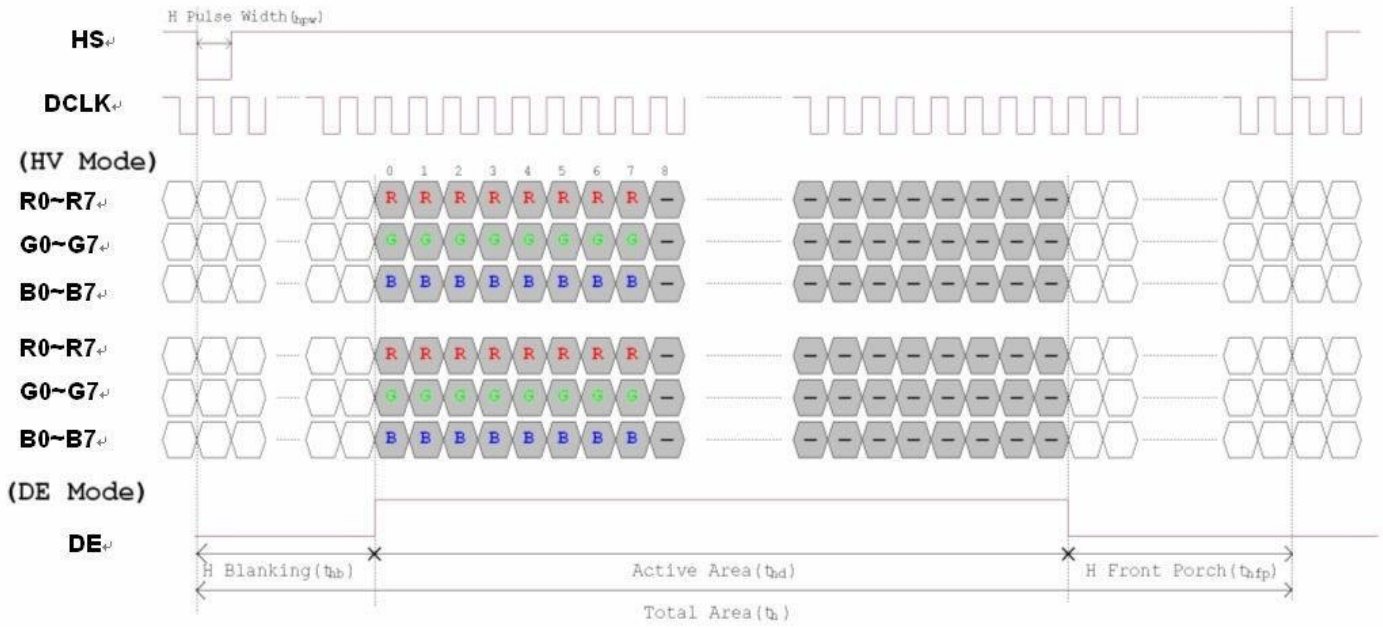 H Pulse Width(thpw)
HS
DCLK
(HV Mode)
0 1 2 3 4 5 6 7 8
R0~R7 R R R R R R R R – – – – – – – – –
G0~G7 G G G G G G G G – – – – – – – – –
B0~B7 B B B B B B B B – – – – – – – – –
R0~R7 R R R R R R R R – – – – – – – – –
G0~G7 G G G G G G G G – – – – – – – – –
B0~B7 B B B B B B B B – – – – – – – – –
(DE Mode)
DE
H Blanking(thb) Active Area(thd) H Front Porch(thfp)
Total Area(th)